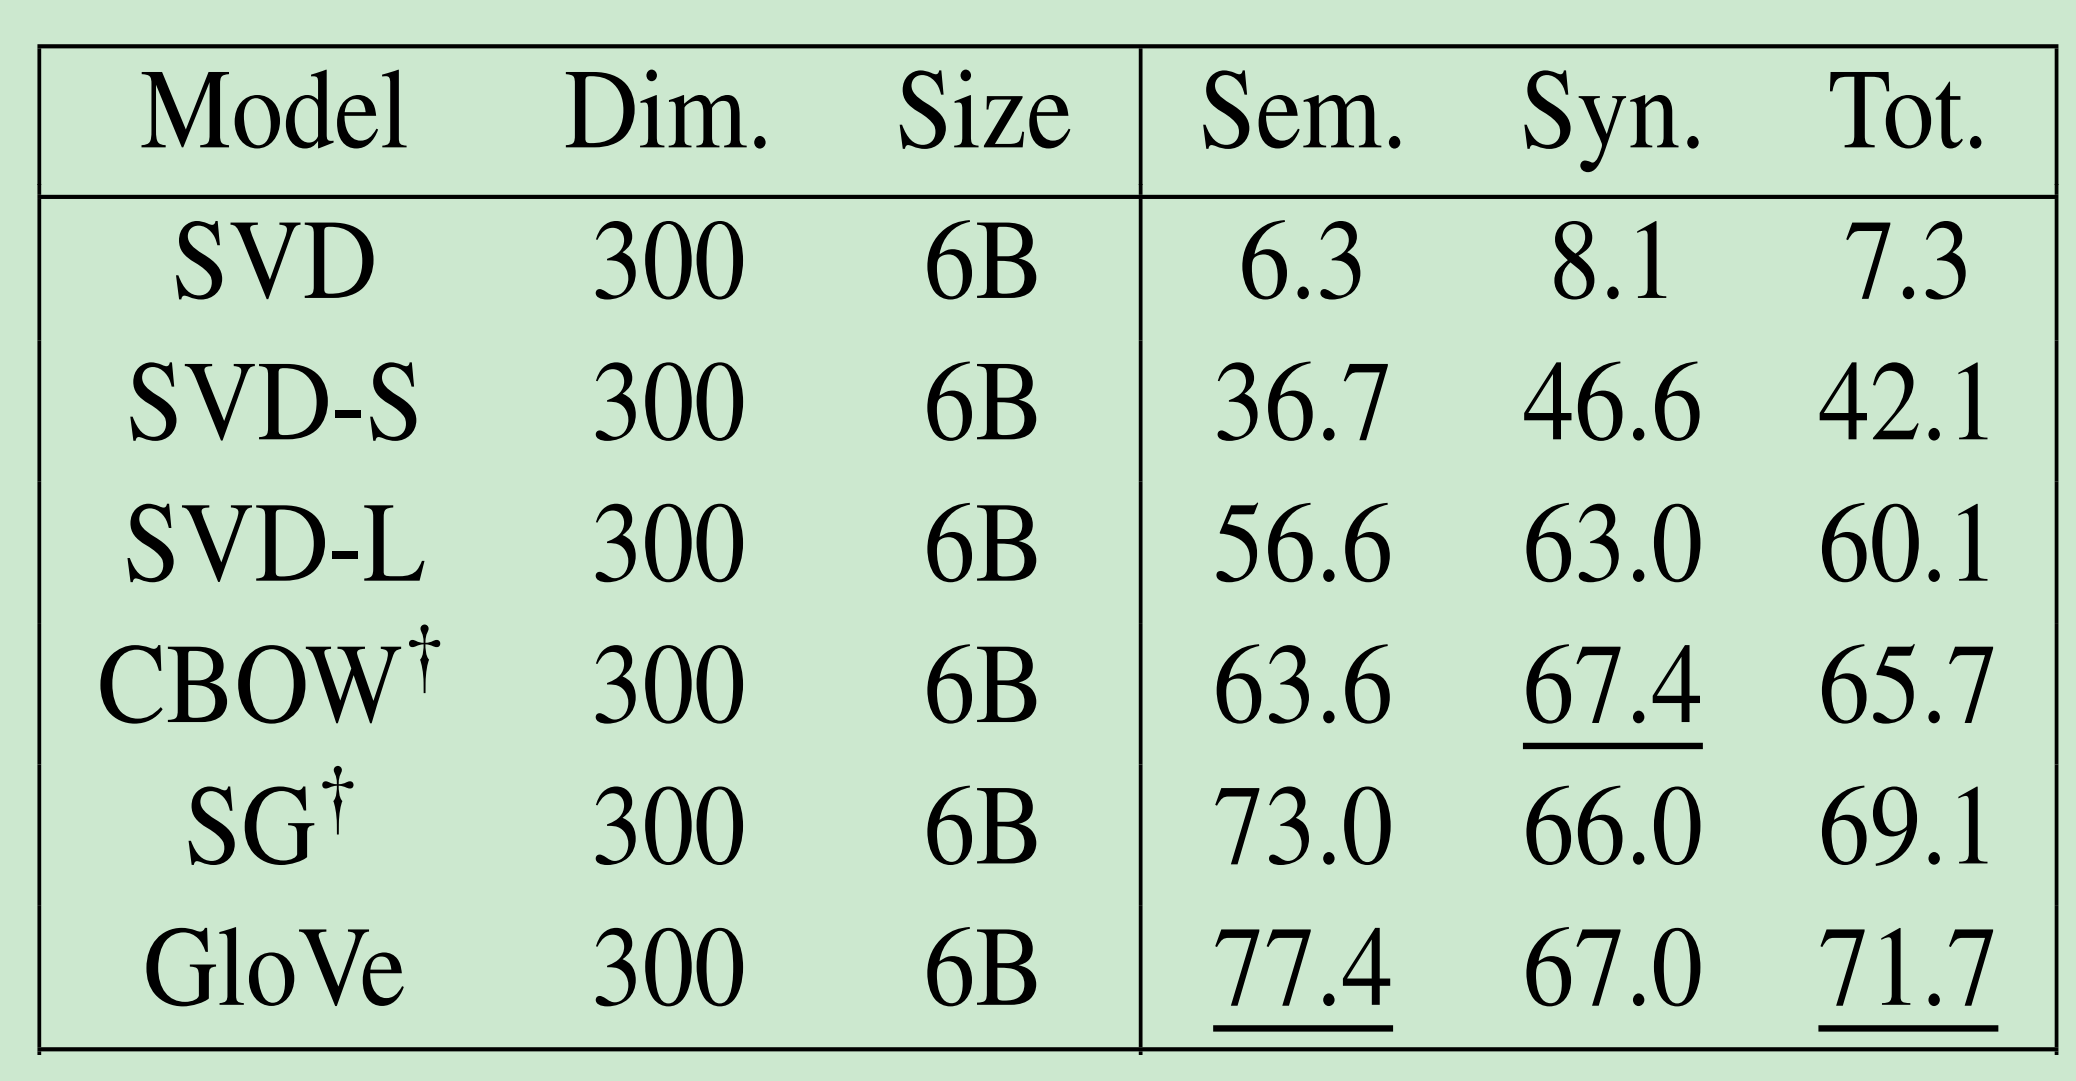 Model Dim. Size Sem. Syn. Tot.
SVD 300 6B 6.3 8.1 7.3
SVD-S 300 6B 36.7 46.6 42.1
SVD-L 300 6B 56.6 63.0 60.1
CBOW† 300 6B 63.6 67.4 65.7
SG† 300 6B 73.0 66.0 69.1
GloVe 300 6B 77.4 67.0 71.7